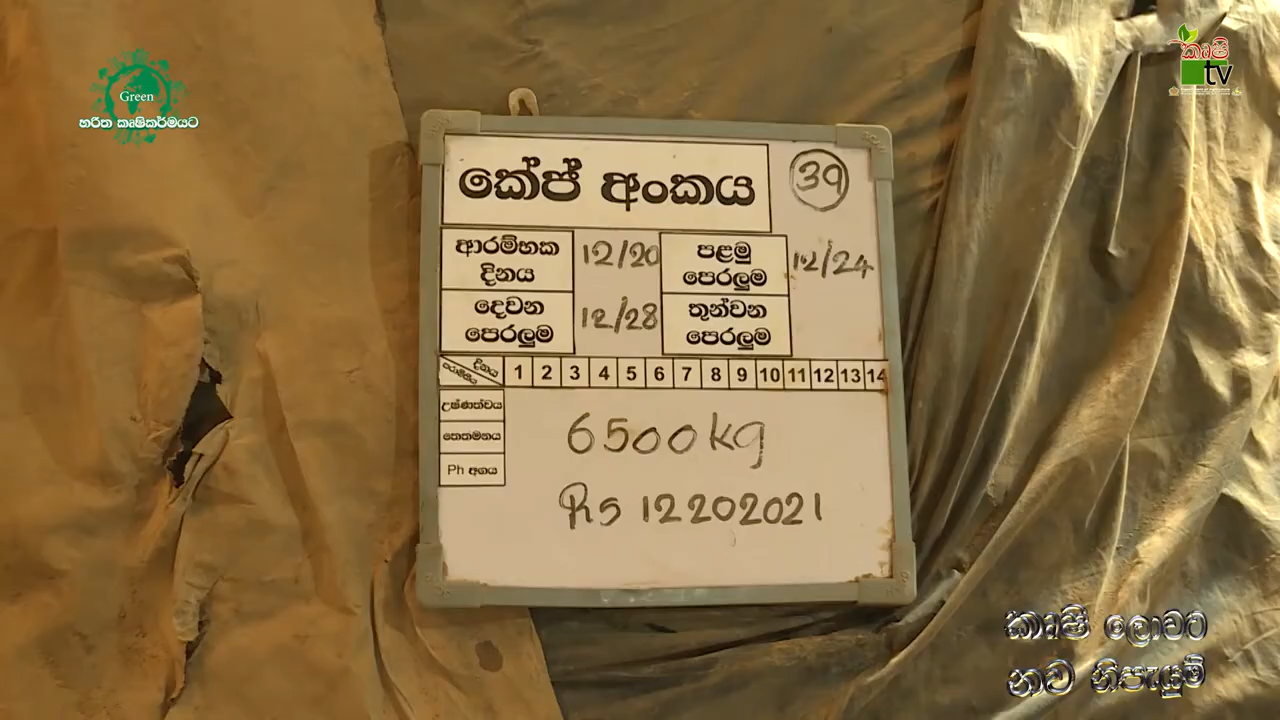 Green
හරිත කෘෂිකර්මයට
කෘෂි
tv
කේප් අංකය 39
ආරම්භක දිනය 12/20 පළමු පෙරලුම 12/24
දෙවන පෙරලුම 12/28 තුන්වන පෙරලුම
දිනය 1 2 3 4 5 6 7 8 9 10 11 12 13 14
උෂ්ණත්වය
තෙතමනය
Ph අගය
6500kg
Rs 12202021
කෘෂි ලොවට
නව නිපැයුම්